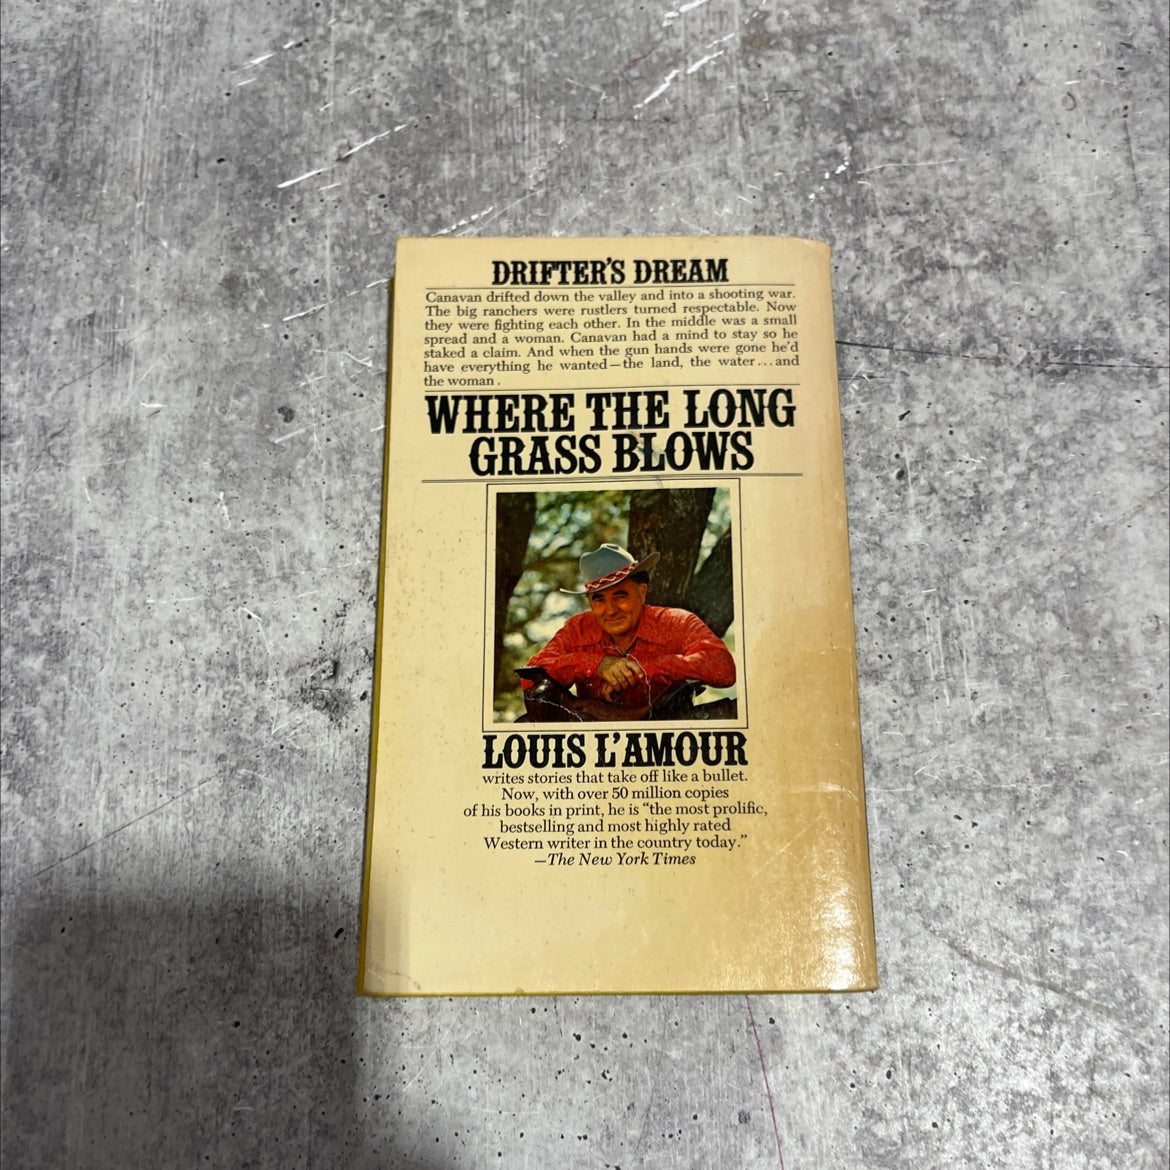 DRIFTER'S DREAM
Canavan drifted down the valley and into a shooting war.
The big ranchers were rustlers turned respectable. Now
they were fighting each other. In the middle was a small
spread and a woman. Canavan had a mind to stay so he
staked a claim. And when the gun hands were gone he'd
have everything he wanted—the land, the water...and
the woman.
WHERE THE LONG
GRASS BLOWS
LOUIS L'AMOUR
writes stories that take off like a bullet.
Now, with over 50 million copies
of his books in print, he is "the most prolific,
bestselling and most highly rated
Western writer in the country today."
—The New York Times